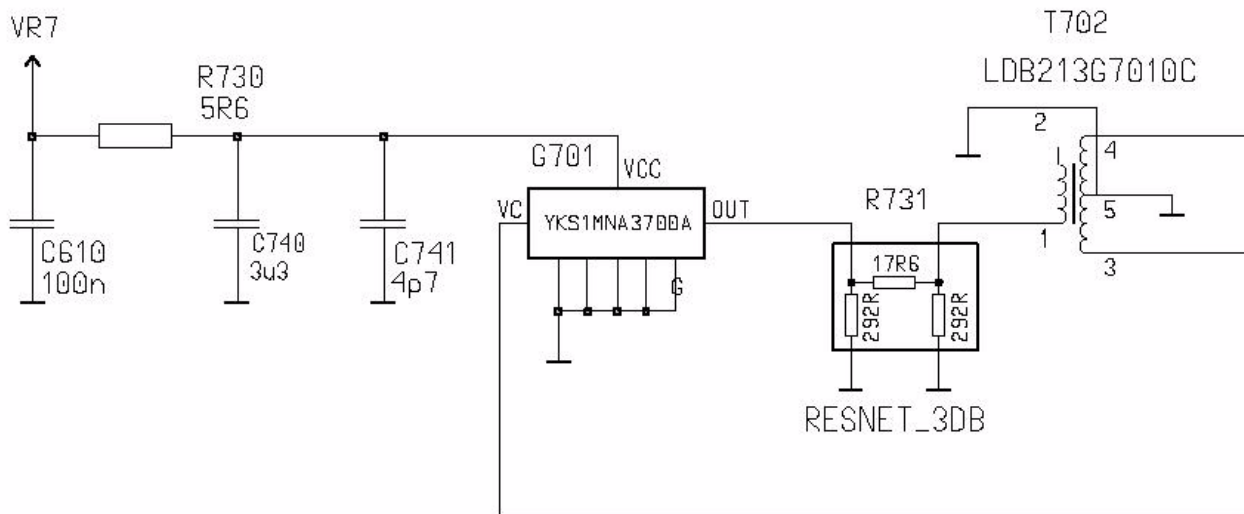 VR7
T702
LDB213G7010C
R730
5R6
2
4
G701
VCC
R731
VC
YKS1MNA3700A
OUT
5
1
3
C610
100n
C740
3u3
C741
4p7
G
17R6
292R
292R
RESNET_3DB